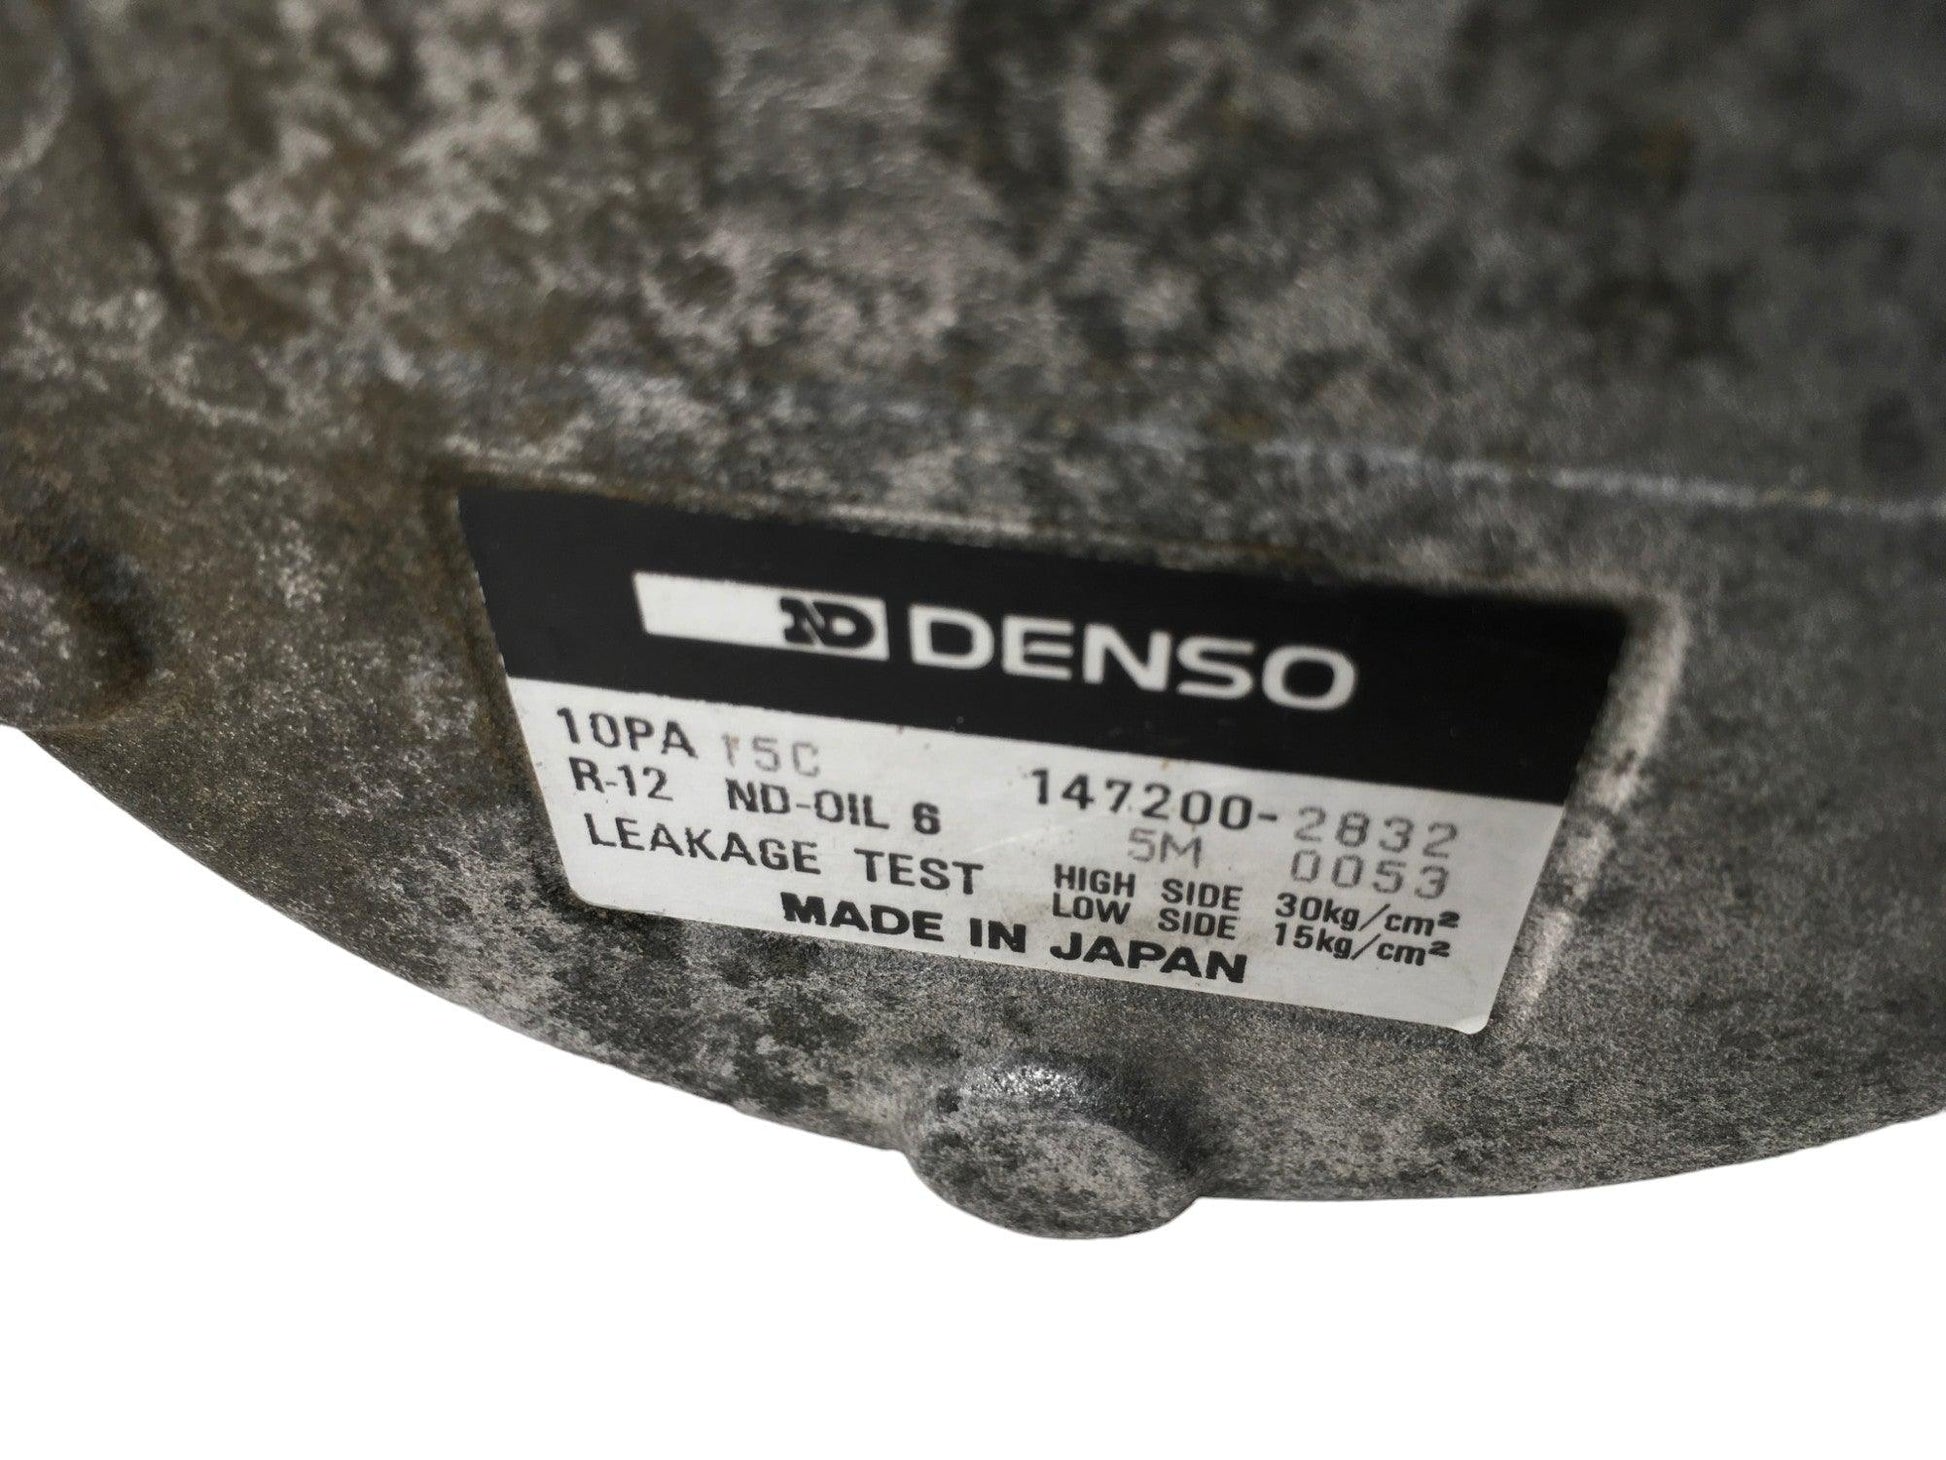 ND DENSO
10PA 15C 147200-2832
R-12 ND-OIL 6 5M 0053
LEAKAGE TEST HIGH SIDE 30kg/cm²
LOW SIDE 15kg/cm²
MADE IN JAPAN